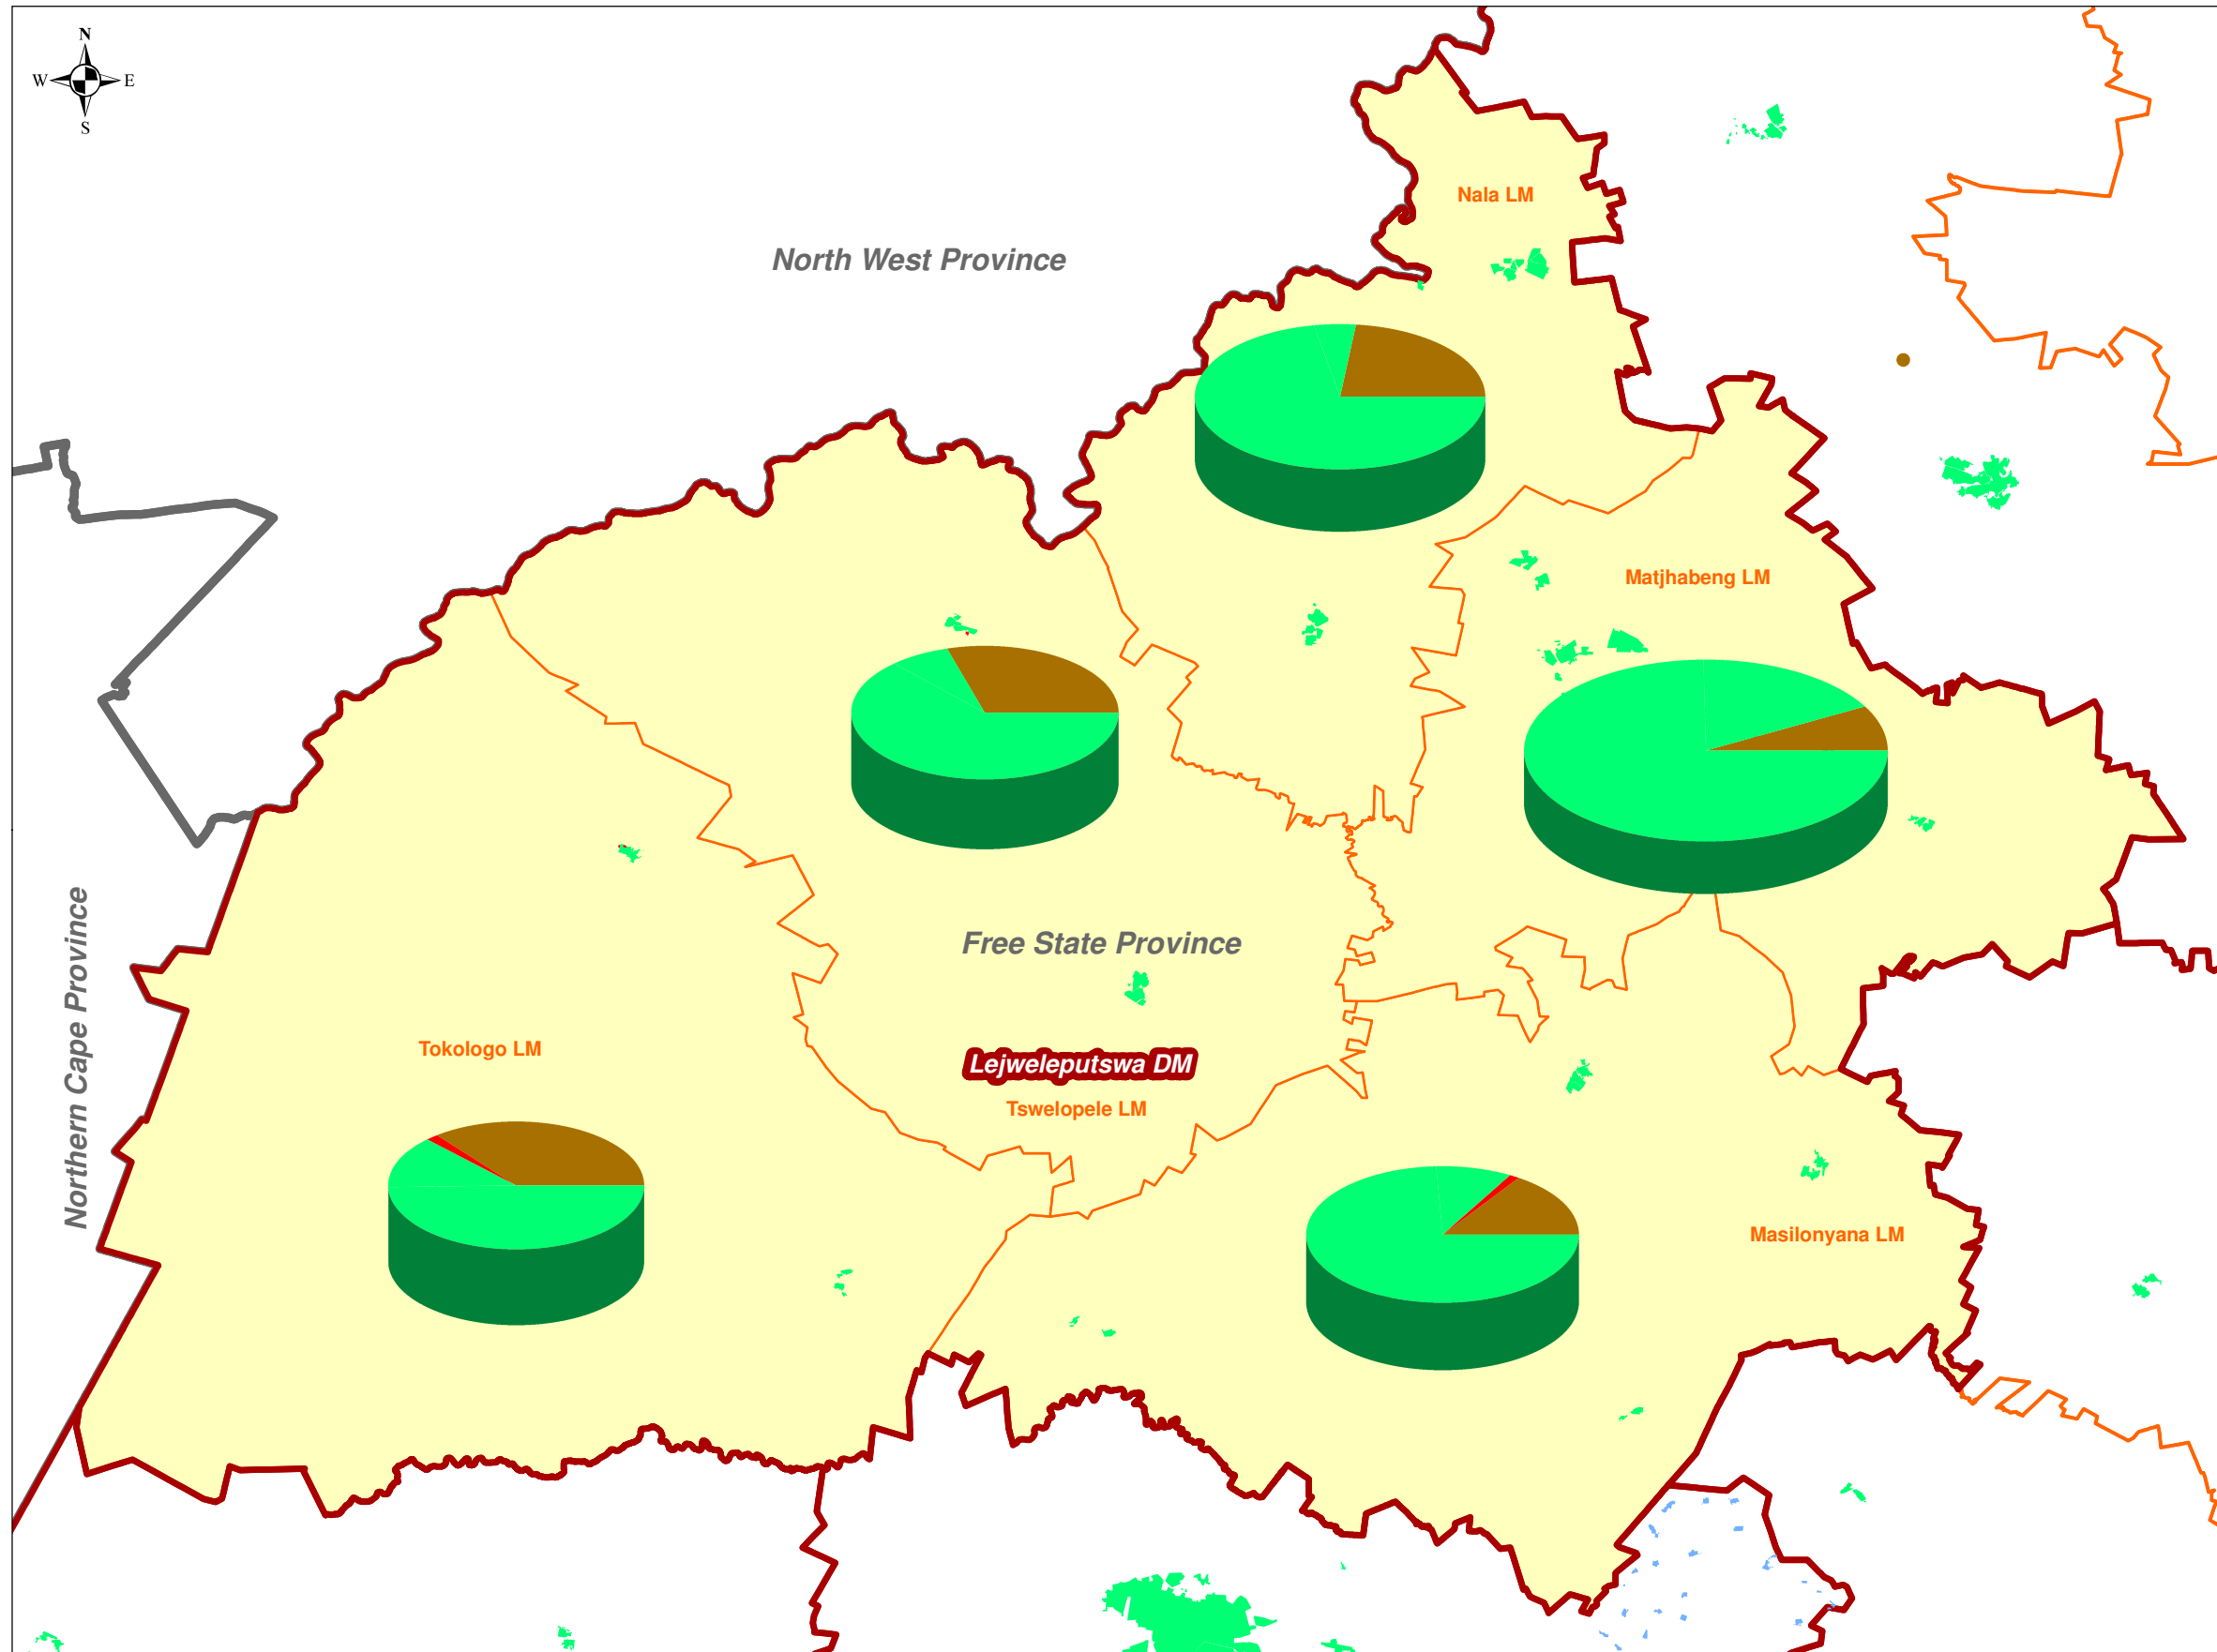 N
W E
S
Nala LM
North West Province
Matjhabeng LM
Free State Province
Northern Cape Province
Tokologo LM
Lejweleputswa DM
Tswelopele LM
Masilonyana LM